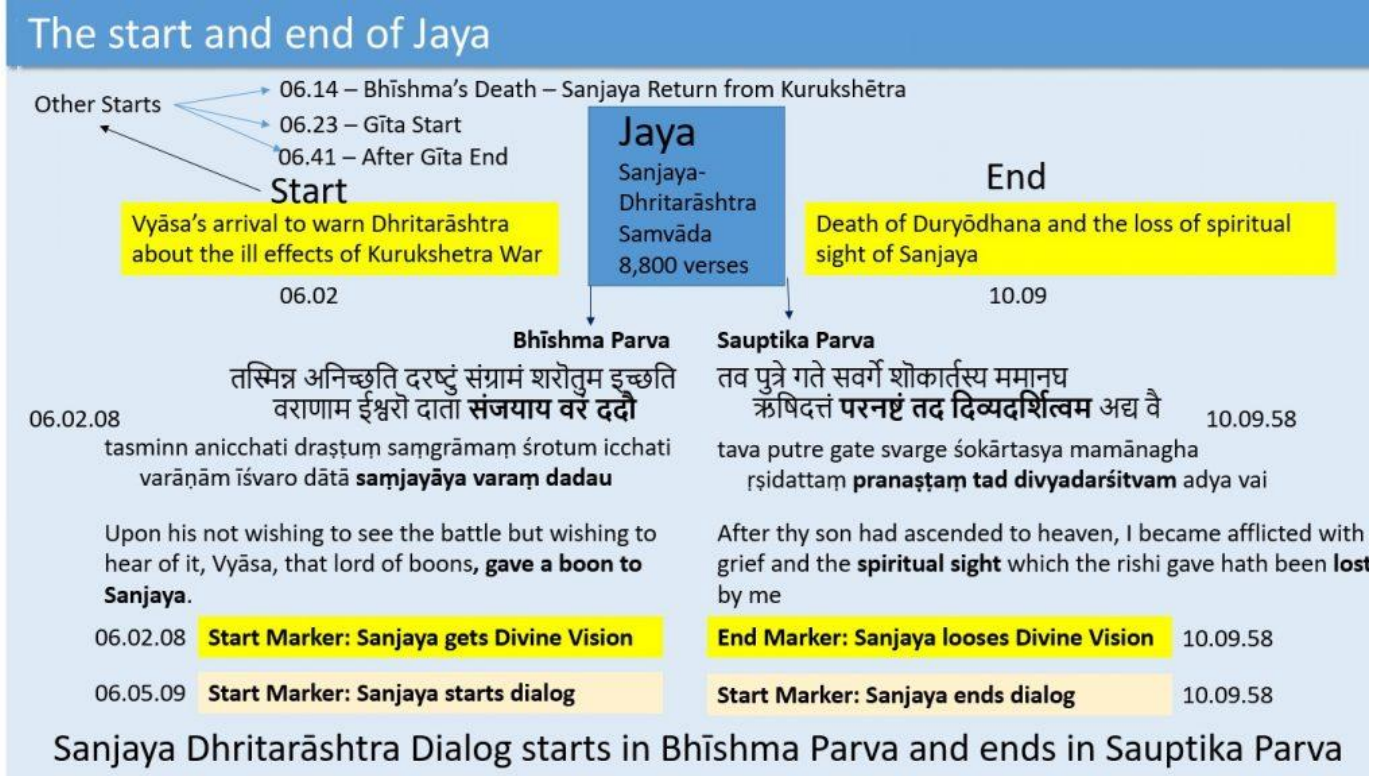 The start and end of Jaya
Other Starts
06.14 – Bhīshma's Death – Sanjaya Return from Kurukshētra
06.23 – Gīta Start
06.41 – After Gīta End
Start
Vyāsa's arrival to warn Dhritarāshtra
about the ill effects of Kurukshetra War
06.02
Jaya
Sanjaya-
Dhritarāshtra
Samvāda
8,800 verses
End
Death of Duryōdhana and the loss of spiritual
sight of Sanjaya
10.09
Bhīshma Parva
तस्मिन्न अनिच्छति दरष्टुं संग्रामं शरॊतुम इच्छति
वराणाम ईश्वरॊ दाता संजयाय वरं ददौ
06.02.08
tasminn anicchati draṣṭuṃ saṃgrāmaṃ śrotum icchati
varāṇām īśvaro dātā saṃjayāya varaṃ dadau
Upon his not wishing to see the battle but wishing to
hear of it, Vyāsa, that lord of boons, gave a boon to
Sanjaya.
Sauptika Parva
तव पुत्रे गते सवर्गे शॊकार्तस्य ममानघ
ऋषिदत्तं परनष्टं तद दिव्यदर्शित्वम अद्य वै
10.09.58
tava putre gate svarge śokārtasya mamānagha
ṛṣidattaṃ pranaṣṭaṃ tad divyadarśitvam adya vai
After thy son had ascended to heaven, I became afflicted with
grief and the spiritual sight which the rishi gave hath been lost
by me
06.02.08 Start Marker: Sanjaya gets Divine Vision
End Marker: Sanjaya looses Divine Vision 10.09.58
06.05.09 Start Marker: Sanjaya starts dialog
Start Marker: Sanjaya ends dialog 10.09.58
Sanjaya Dhritarāshtra Dialog starts in Bhīshma Parva and ends in Sauptika Parva